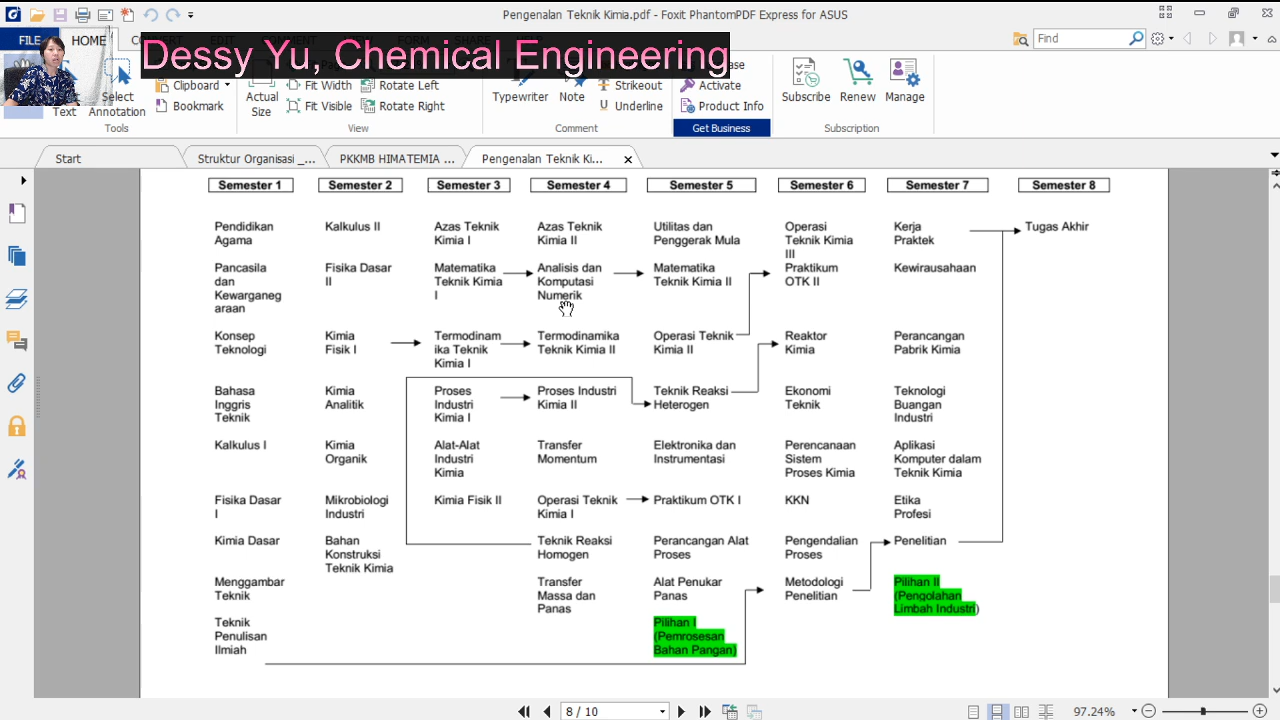 Pengenalan Teknik Kimia.pdf - Foxit PhantomPDF Express for ASUS
FILE
HOME
Dessy Yu, Chemical Engineering
Find
Text
Select
Annotation
Clipboard
Bookmark
Tools
Actual
Size
Fit Width
Fit Visible
Rotate Left
Rotate Right
View
Typewriter
Note
Strikeout
Underline
Comment
Activate
Product Info
Get Business
Subscribe
Renew
Manage
Subscription
Start
Struktur Organisasi _...
PKKMB HIMATEMIA ...
Pengenalan Teknik Ki...
Semester 1
Semester 2
Semester 3
Semester 4
Semester 5
Semester 6
Semester 7
Semester 8
Pendidikan
Agama
Kalkulus II
Azas Teknik
Kimia I
Azas Teknik
Kimia II
Utilitas dan
Penggerak Mula
Operasi
Teknik Kimia
III
Kerja
Praktek
Tugas Akhir
Pancasila
dan
Kewarganeg
araan
Fisika Dasar
II
Matematika
Teknik Kimia
I
Analisis dan
Komputasi
Numerik
Matematika
Teknik Kimia II
Praktikum
OTK II
Kewirausahaan
Konsep
Teknologi
Kimia
Fisik I
Termodinam
ika Teknik
Kimia I
Termodinamika
Teknik Kimia II
Operasi Teknik
Kimia II
Reaktor
Kimia
Perancangan
Pabrik Kimia
Bahasa
Inggris
Teknik
Kimia
Analitik
Proses
Industri
Kimia I
Proses Industri
Kimia II
Teknik Reaksi
Heterogen
Ekonomi
Teknik
Teknologi
Buangan
Industri
Kalkulus I
Kimia
Organik
Alat-Alat
Industri
Kimia
Transfer
Momentum
Elektronika dan
Instrumentasi
Perencanaan
Sistem
Proses Kimia
Aplikasi
Komputer dalam
Teknik Kimia
Fisika Dasar
I
Mikrobiologi
Industri
Kimia Fisik II
Operasi Teknik
Kimia I
Praktikum OTK I
KKN
Etika
Profesi
Kimia Dasar
Bahan
Konstruksi
Teknik Kimia
Teknik Reaksi
Homogen
Perancangan Alat
Proses
Pengendalian
Proses
Penelitian
Menggambar
Teknik
Transfer
Massa dan
Panas
Alat Penukar
Panas
Metodologi
Penelitian
Pilihan II
(Pengolahan
Limbah Industri)
Teknik
Penulisan
Ilmiah
Pilihan I
(Pemrosesan
Bahan Pangan)
8 / 10
97.24%